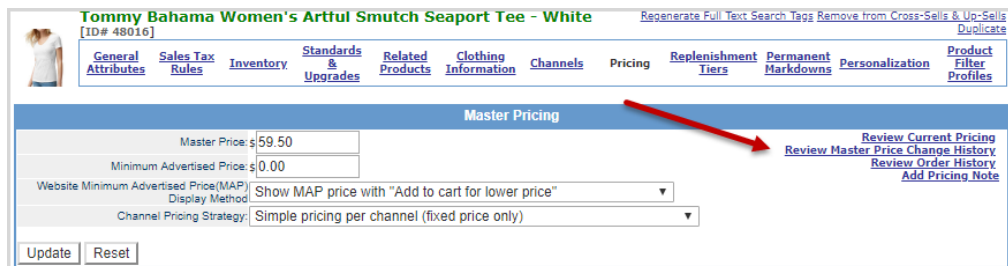 Tommy Bahama Women's Artful Smutch Seaport Tee - White
[ID# 48016]
Regenerate Full Text Search Tags Remove from Cross-Sells & Up-Sells
Duplicate
General Attributes
Sales Tax Rules
Inventory
Standards & Upgrades
Related Products
Clothing Information
Channels
Pricing
Replenishment Tiers
Permanent Markdowns
Personalization
Product Filter Profiles
Master Pricing
Master Price: $ 59.50
Minimum Advertised Price: $ 0.00
Website Minimum Advertised Price(MAP) Display Method Show MAP price with "Add to cart for lower price"
Channel Pricing Strategy: Simple pricing per channel (fixed price only)
Review Current Pricing
Review Master Price Change History
Review Order History
Add Pricing Note
Update Reset